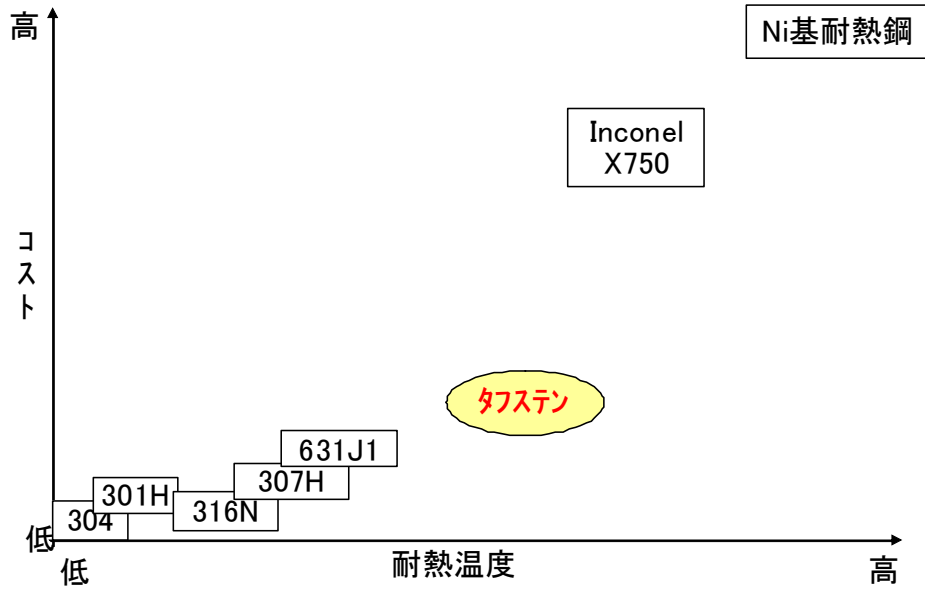 高
Ni基耐熱鋼
Inconel
X750
コスト
タフステン
631J1
307H
301H
316N
304
低
低
耐熱温度
高